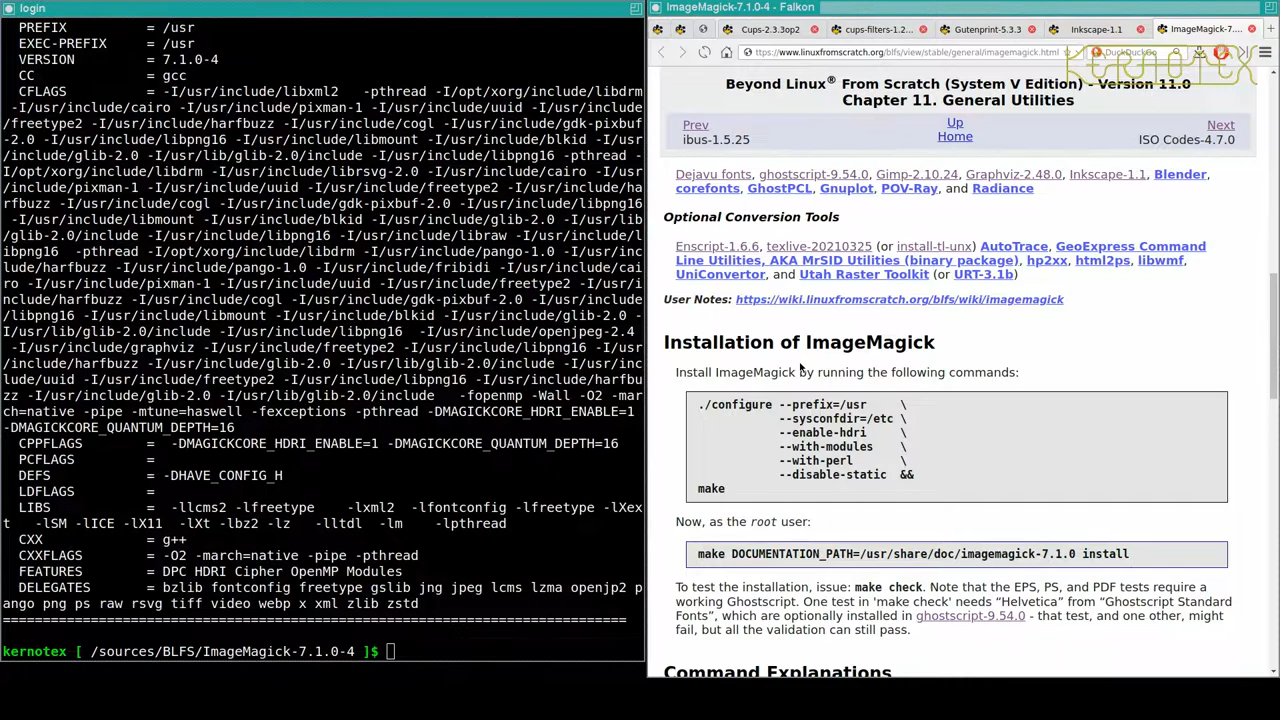 login
PREFIX = /usr
EXEC-PREFIX = /usr
VERSION = 7.1.0-4
CC = gcc
CFLAGS = -I/usr/include/libxml2 -pthread -I/opt/xorg/include/libdrm
-I/usr/include/cairo -I/usr/include/pixman-1 -I/usr/include/uuid -I/usr/include
/freetype2 -I/usr/include/harfbuzz -I/usr/include/cogl -I/usr/include/gdk-pixbuf
-2.0 -I/usr/include/libpng16 -I/usr/include/libmount -I/usr/include/blkid -I/usr
/include/glib-2.0 -I/usr/lib/glib-2.0/include -I/usr/include/libpng16 -pthread -
I/opt/xorg/include/libdrm -I/usr/include/librsvg-2.0 -I/usr/include/cairo -I/usr
/include/pixman-1 -I/usr/include/uuid -I/usr/include/freetype2 -I/usr/include/ha
rfbuzz -I/usr/include/cogl -I/usr/include/gdk-pixbuf-2.0 -I/usr/include/libpng16
-I/usr/include/libmount -I/usr/include/blkid -I/usr/include/glib-2.0 -I/usr/lib
/glib-2.0/include -I/usr/include/libpng16 -I/usr/include/libraw -I/usr/include/l
ibpng16 -pthread -I/opt/xorg/include/libdrm -I/usr/include/pango-1.0 -I/usr/inc
lude/harfbuzz -I/usr/include/pango-1.0 -I/usr/include/fribidi -I/usr/include/cai
ro -I/usr/include/pixman-1 -I/usr/include/uuid -I/usr/include/freetype2 -I/usr/i
nclude/harfbuzz -I/usr/include/cogl -I/usr/include/gdk-pixbuf-2.0 -I/usr/include
/libpng16 -I/usr/include/libmount -I/usr/include/blkid -I/usr/include/glib-2.0 -
I/usr/lib/glib-2.0/include -I/usr/include/libpng16 -I/usr/include/openjpeg-2.4
-I/usr/include/graphviz -I/usr/include/freetype2 -I/usr/include/libpng16 -I/usr
/include/harfbuzz -I/usr/include/glib-2.0 -I/usr/lib/glib-2.0/include -I/usr/inc
lude/uuid -I/usr/include/freetype2 -I/usr/include/libpng16 -I/usr/include/harfbu
zz -I/usr/include/glib-2.0 -I/usr/lib/glib-2.0/include -fopenmp -Wall -O2 -mar
ch=native -pipe -mtune=haswell -fexceptions -pthread -DMAGICKCORE_HDRI_ENABLE=1
-DMAGICKCORE_QUANTUM_DEPTH=16
CPPFLAGS = -DMAGICKCORE_HDRI_ENABLE=1 -DMAGICKCORE_QUANTUM_DEPTH=16
PCFLAGS =
DEFS = -DHAVE_CONFIG_H
LDFLAGS =
LIBS = -llcms2 -lfreetype -lxml2 -lfontconfig -lfreetype -lXex
t -lSM -lICE -lX11 -lXt -lbz2 -lz -lltdl -lm -lpthread
CXX = g++
CXXFLAGS = -O2 -march=native -pipe -pthread
FEATURES = DPC HDRI Cipher OpenMP Modules
DELEGATES = bzlib fontconfig freetype gslib jng jpeg lcms lzma openjp2 p
ango png ps raw rsvg tiff video webp x xml zlib zstd
===============================================================================
kernotex [ /sources/BLFS/ImageMagick-7.1.0-4 ]$
ImageMagick-7.1.0-4 - Falkon
Cups-2.3.3op2 cups-filters-1.2... Gutenprint-5.3.3 Inkscape-1.1 ImageMagick-7....
ttps://www.linuxfromscratch.org/blfs/view/stable/general/imagemagick.html DuckDuckGo
KERNOTEX
Beyond Linux® From Scratch (System V Edition) - Version 11.0
Chapter 11. General Utilities
Prev Up Next
ibus-1.5.25 Home ISO Codes-4.7.0
Dejavu fonts, ghostscript-9.54.0, Gimp-2.10.24, Graphviz-2.48.0, Inkscape-1.1, Blender,
corefonts, GhostPCL, Gnuplot, POV-Ray, and Radiance
Optional Conversion Tools
Enscript-1.6.6, texlive-20210325 (or install-tl-unx) AutoTrace, GeoExpress Command
Line Utilities, AKA MrSID Utilities (binary package), hp2xx, html2ps, libwmf,
UniConvertor, and Utah Raster Toolkit (or URT-3.1b)
User Notes: https://wiki.linuxfromscratch.org/blfs/wiki/imagemagick
Installation of ImageMagick
Install ImageMagick by running the following commands:
./configure --prefix=/usr \
--sysconfdir=/etc \
--enable-hdri \
--with-modules \
--with-perl \
--disable-static &&
make
Now, as the root user:
make DOCUMENTATION_PATH=/usr/share/doc/imagemagick-7.1.0 install
To test the installation, issue: make check. Note that the EPS, PS, and PDF tests require a
working Ghostscript. One test in 'make check' needs “Helvetica” from “Ghostscript Standard
Fonts”, which are optionally installed in ghostscript-9.54.0 - that test, and one other, might
fail, but all the validation can still pass.
Command Explanations